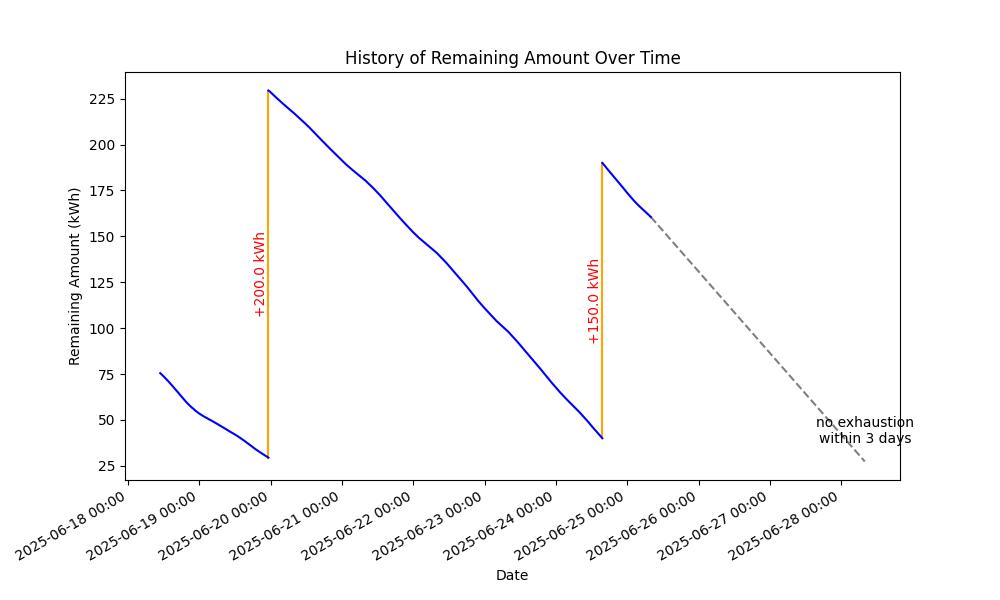 History of Remaining Amount Over Time
Remaining Amount (kWh)
225
200
175
150
125
100
75
50
25
+200.0 kWh
+150.0 kWh
no exhaustion
within 3 days
2025-06-18 00:00
2025-06-19 00:00
2025-06-20 00:00
2025-06-21 00:00
2025-06-22 00:00
2025-06-23 00:00
2025-06-24 00:00
2025-06-25 00:00
2025-06-26 00:00
2025-06-27 00:00
2025-06-28 00:00
Date